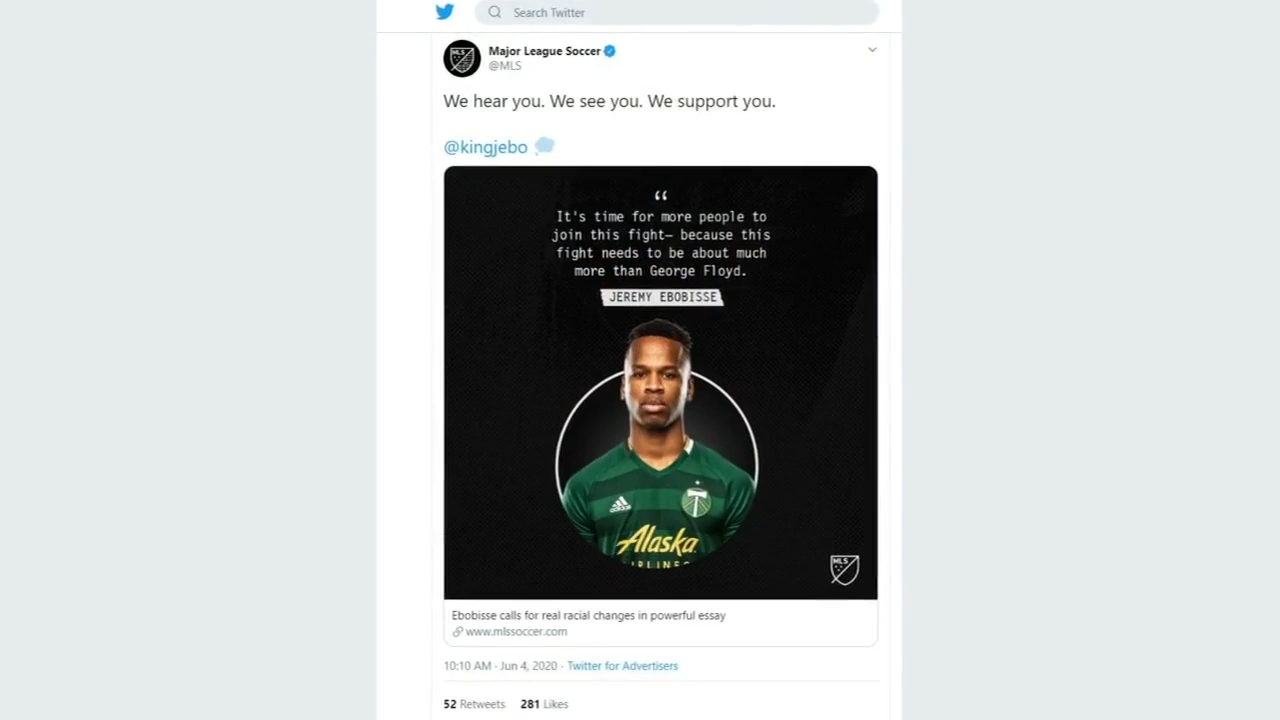 Search Twitter
Major League Soccer
@MLS
We hear you. We see you. We support you.
@kingjebo
“
It's time for more people to
join this fight— because this
fight needs to be about much
more than George Floyd.
JEREMY EBOBISSE
adidas
Alaska
MLS
Ebobisse calls for real racial changes in powerful essay
www.mlssoccer.com
10:10 AM · Jun 4, 2020 · Twitter for Advertisers
52 Retweets 281 Likes